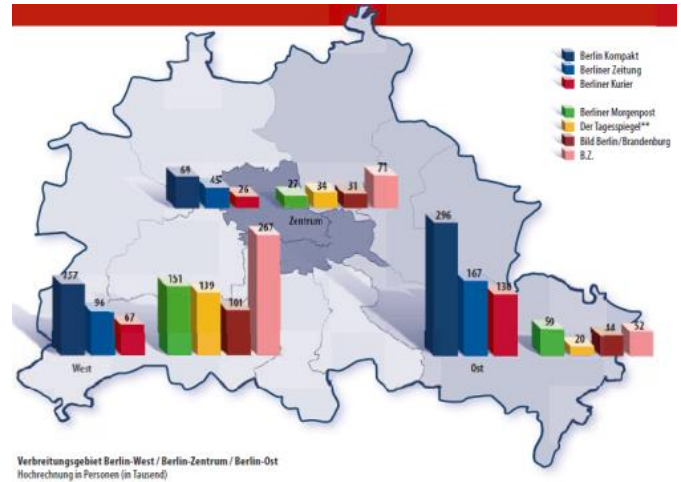 Berlin Kompakt
Berliner Zeitung
Berliner Kurier
Berliner Morgenpost
Der Tagesspiegel**
Bild Berlin/Brandenburg
B.Z.
69
45
26
27
34
31
71
Zentrum
157
96
67
151
139
101
267
West
296
167
138
59
20
44
52
Ost
Verbreitungsgebiet Berlin-West / Berlin-Zentrum / Berlin-Ost
Hochrechnung in Personen (in Tausend)